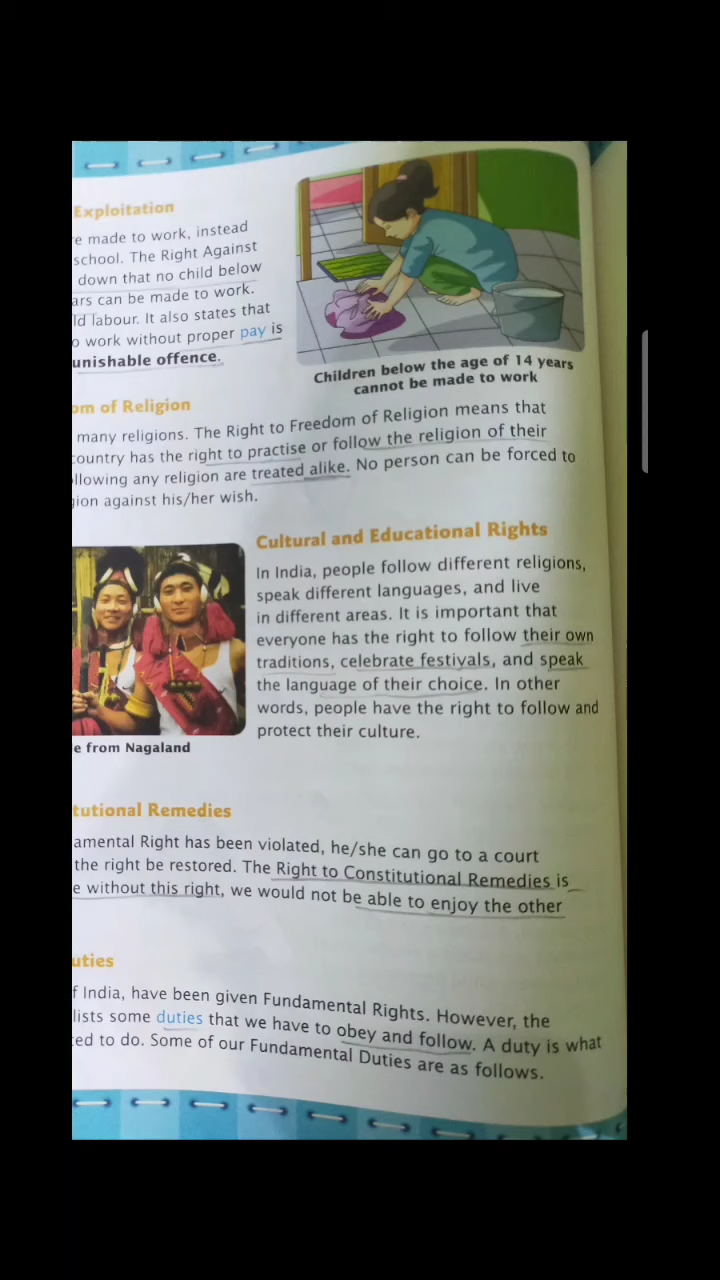 Exploitation
e made to work, instead
school. The Right Against
down that no child below
ars can be made to work.
ld labour. It also states that
o work without proper pay is
unishable offence.
Children below the age of 14 years
cannot be made to work
om of Religion
many religions. The Right to Freedom of Religion means that
ountry has the right to practise or follow the religion of their
llowing any religion are treated alike. No person can be forced to
gion against his/her wish.
Cultural and Educational Rights
In India, people follow different religions,
speak different languages, and live
in different areas. It is important that
everyone has the right to follow their own
traditions, celebrate festivals, and speak
the language of their choice. In other
words, people have the right to follow and
protect their culture.
e from Nagaland
tutional Remedies
amental Right has been violated, he/she can go to a court
the right be restored. The Right to Constitutional Remedies is
e without this right, we would not be able to enjoy the other
uties
f India, have been given Fundamental Rights. However, the
lists some duties that we have to obey and follow. A duty is what
ted to do. Some of our Fundamental Duties are as follows.